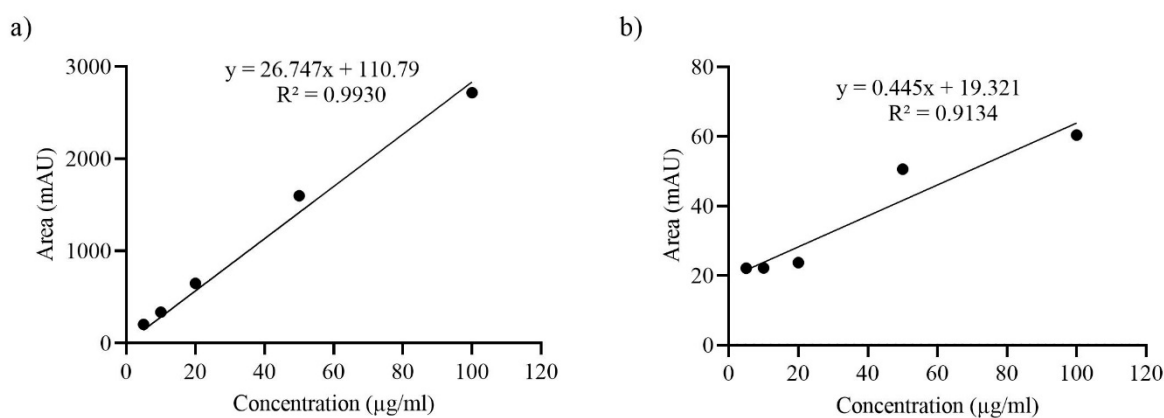 a)
y = 26.747x + 110.79
R² = 0.9930
3000
2000
1000
0
Area (mAU)
0 20 40 60 80 100 120
Concentration (µg/ml)
b)
y = 0.445x + 19.321
R² = 0.9134
80
60
40
20
0
Area (mAU)
0 20 40 60 80 100 120
Concentration (µg/ml)